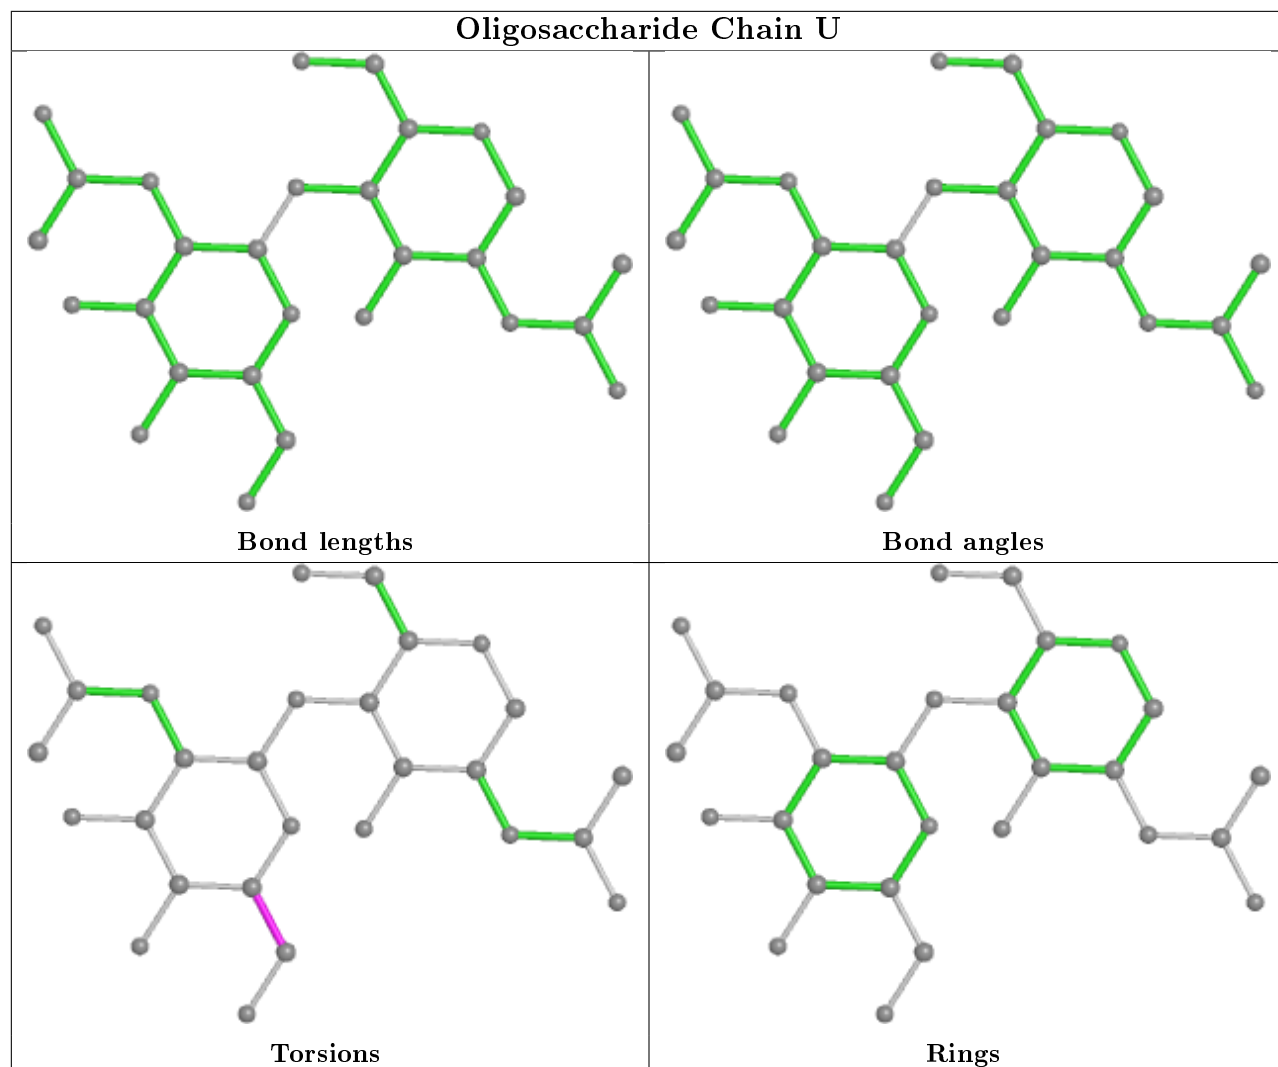 Oligosaccharide Chain U
Bond lengths
Bond angles
Torsions
Rings